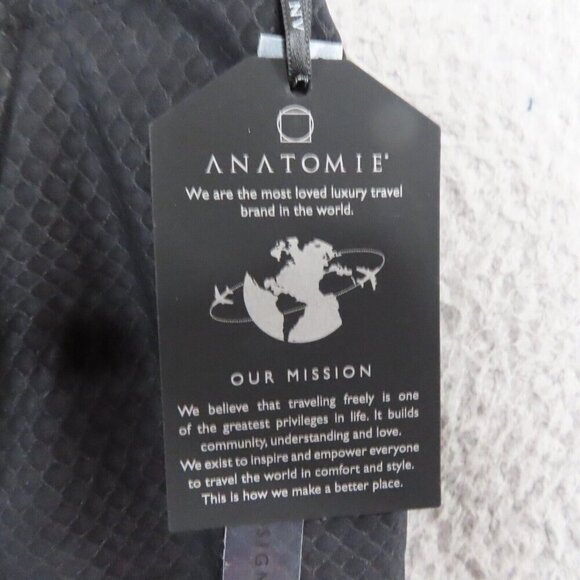 ANATOMIE®
We are the most loved luxury travel
brand in the world.
OUR MISSION
We believe that traveling freely is one
of the greatest privileges in life. It builds
community, understanding and love.
We exist to inspire and empower everyone
to travel the world in comfort and style.
This is how we make a better place.